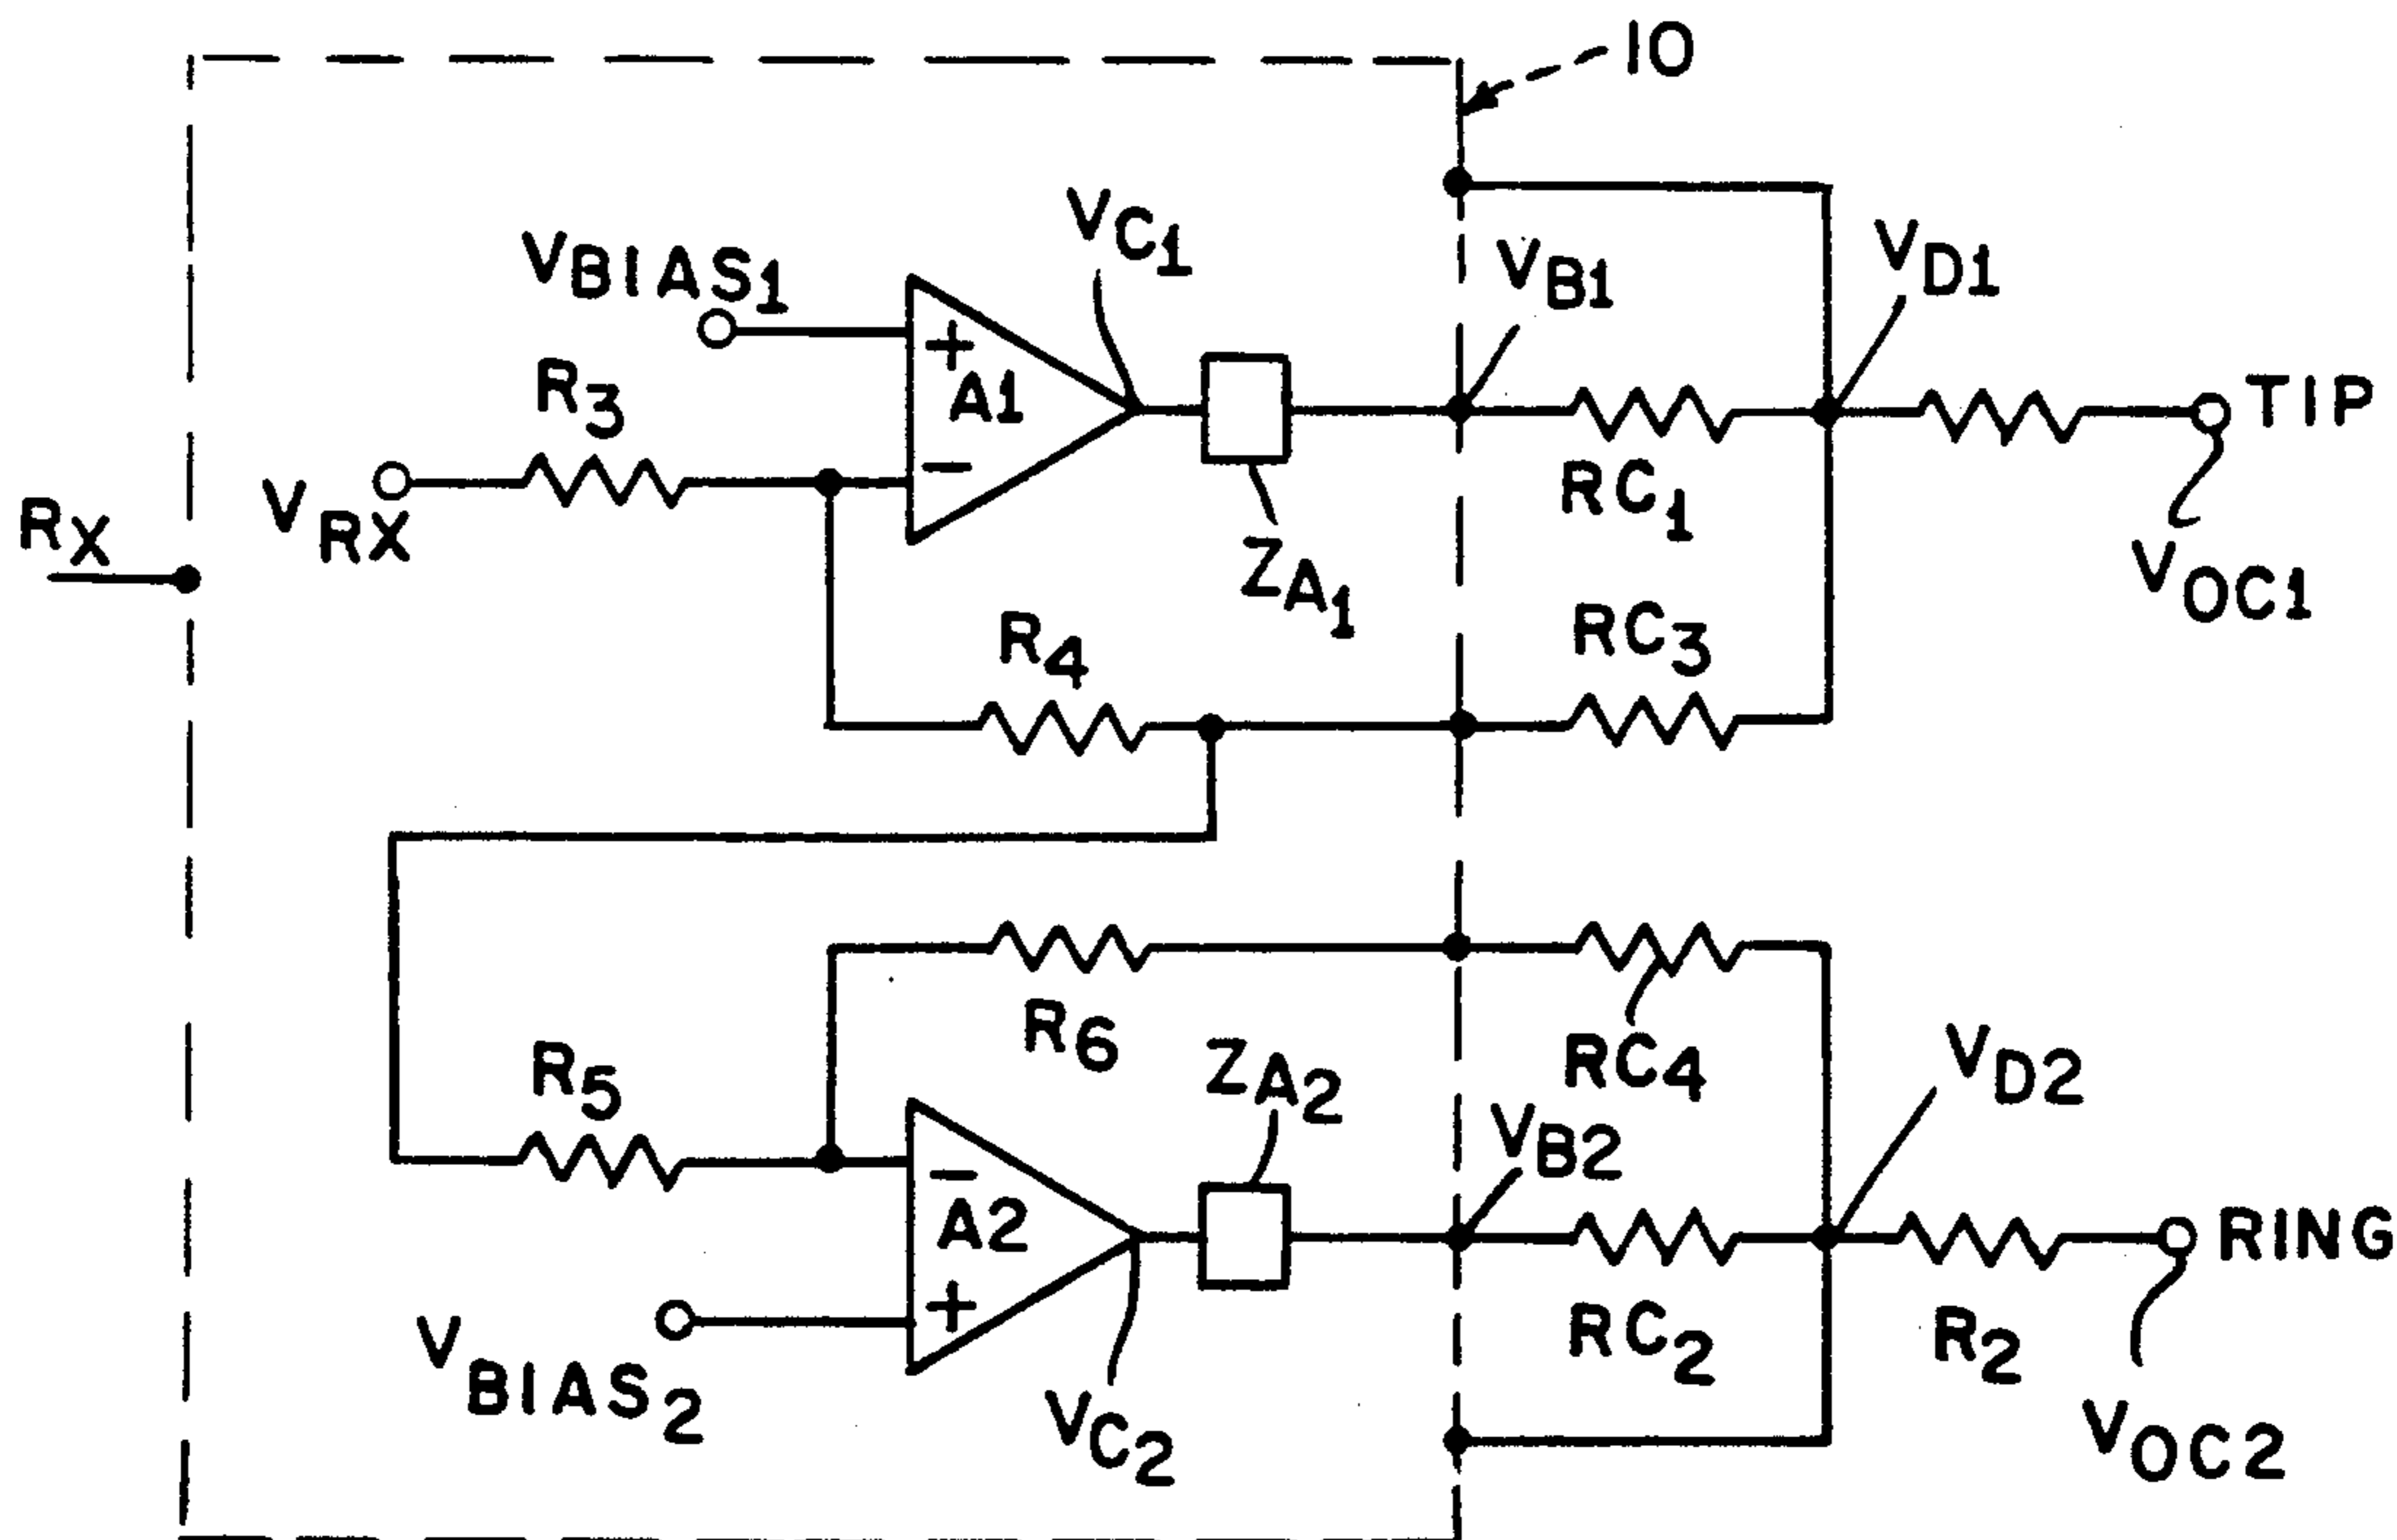 10
VC1
VBIAS1
VB1
VD1
+
A1
−
R3
TIP
VRX
RX
ZA1
RC1
VOC1
R4
RC3
R6
RC4
R5
ZA2
VB2
VD2
−
A2
+
RING
VBIAS2
VC2
RC2
R2
VOC2